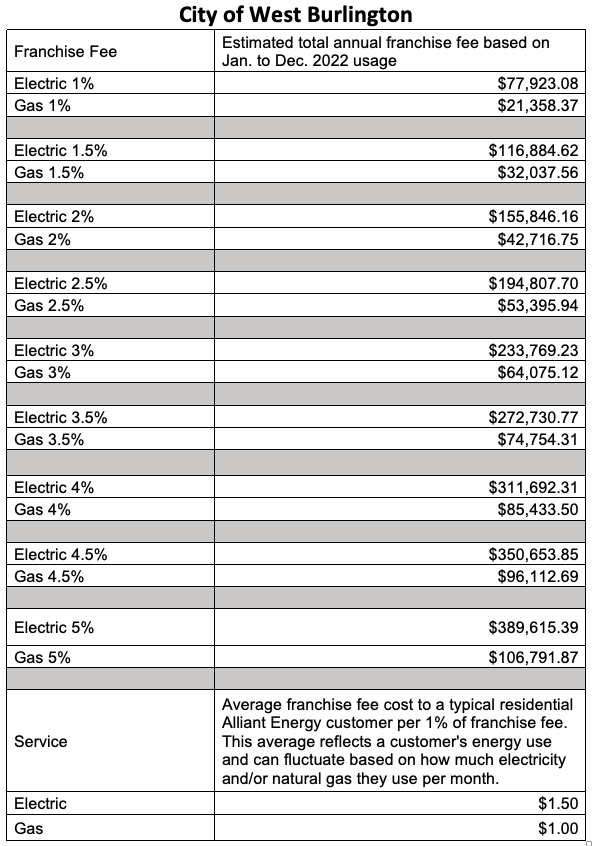 City of West Burlington
Franchise Fee
Estimated total annual franchise fee based on
Jan. to Dec. 2022 usage
Electric 1% $77,923.08
Gas 1% $21,358.37
Electric 1.5% $116,884.62
Gas 1.5% $32,037.56
Electric 2% $155,846.16
Gas 2% $42,716.75
Electric 2.5% $194,807.70
Gas 2.5% $53,395.94
Electric 3% $233,769.23
Gas 3% $64,075.12
Electric 3.5% $272,730.77
Gas 3.5% $74,754.31
Electric 4% $311,692.31
Gas 4% $85,433.50
Electric 4.5% $350,653.85
Gas 4.5% $96,112.69
Electric 5% $389,615.39
Gas 5% $106,791.87
Service
Average franchise fee cost to a typical residential
Alliant Energy customer per 1% of franchise fee.
This average reflects a customer's energy use
and can fluctuate based on how much electricity
and/or natural gas they use per month.
Electric $1.50
Gas $1.00